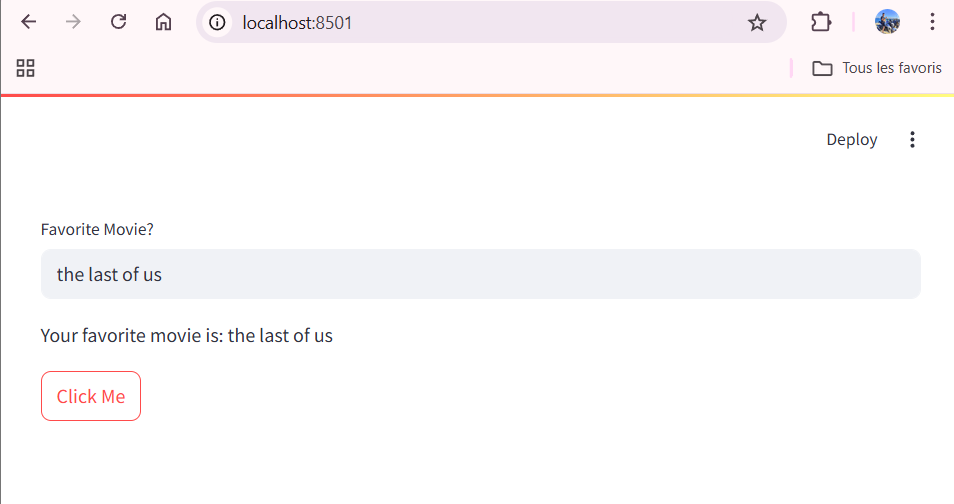 localhost:8501
Tous les favoris
Deploy
Favorite Movie?
the last of us
Your favorite movie is: the last of us
Click Me